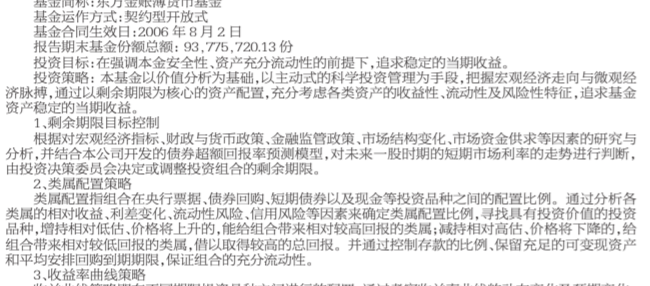 基金简称:东方金账簿货币基金
基金运作方式:契约型开放式
基金合同生效日:2006 年 8 月 2 日
报告期末基金份额总额: 93,775,720.13 份
投资目标:在强调本金安全性、资产充分流动性的前提下,追求稳定的当期收益。
投资策略: 本基金以价值分析为基础,以主动式的科学投资管理为手段,把握宏观经济走向与微观经
济脉搏,通过以剩余期限为核心的资产配置,充分考虑各类资产的收益性、流动性及风险性特征,追求基金
资产稳定的当期收益。
1、剩余期限目标控制
根据对宏观经济指标、财政与货币政策、金融监管政策、市场结构变化、市场资金供求等因素的研究与
分析,并结合本公司开发的债券超额回报率预测模型,对未来一段时期的短期市场利率的走势进行判断,
由投资决策委员会决定或调整投资组合的剩余期限。
2、类属配置策略
类属配置指组合在央行票据、债券回购、短期债券以及现金等投资品种之间的配置比例。通过分析各
类属的相对收益、利差变化、流动性风险、信用风险等因素来确定类属配置比例,寻找具有投资价值的投资
品种,增持相对低估、价格将上升的,能给组合带来相对较高回报的类属;减持相对高估、价格将下降的,给
组合带来相对较低回报的类属,借以取得较高的总回报。并通过控制存款的比例、保留充足的可变现资产
和平均安排回购到期期限,保证组合的充分流动性。
3、收益率曲线策略